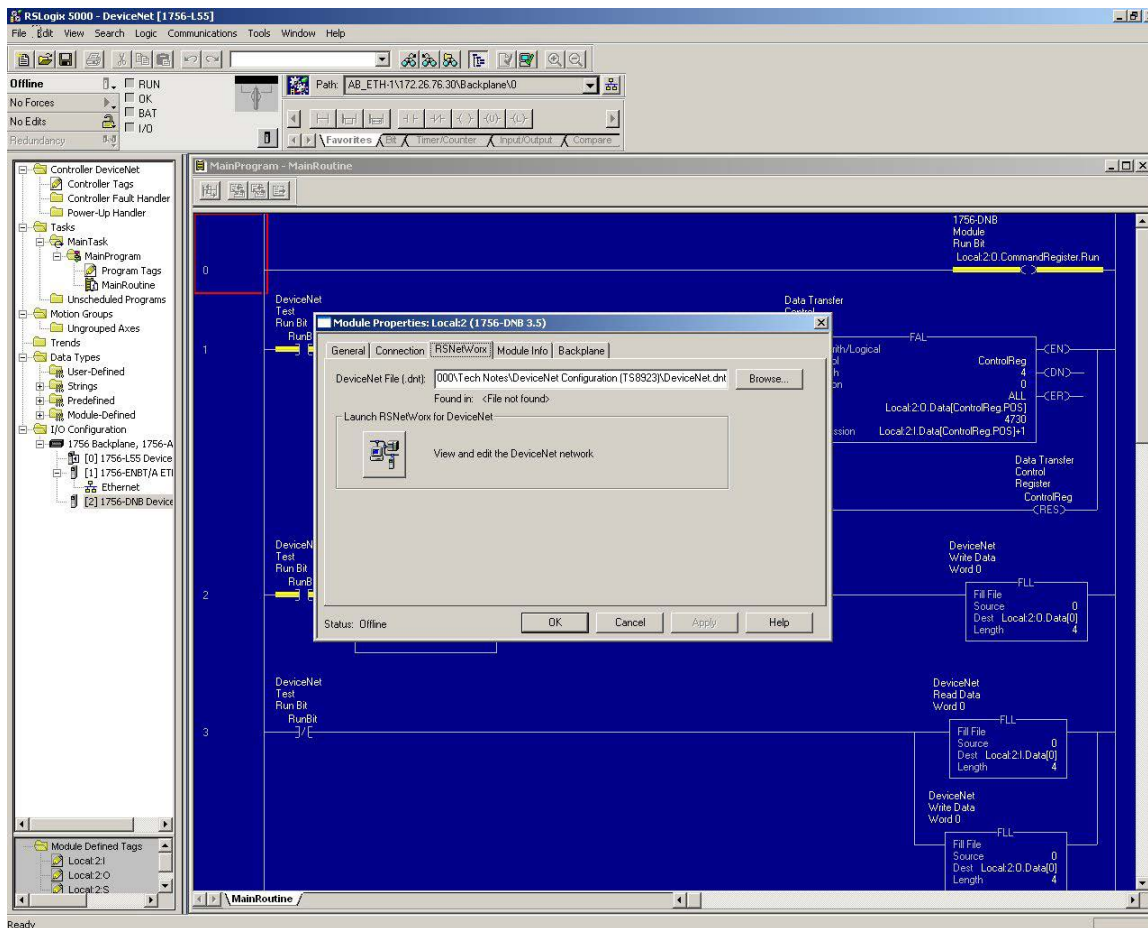 RSLogix 5000 - DeviceNet [1756-L55]
File Edit View Search Logic Communications Tools Window Help
Offline
RUN
No Forces
OK
No Edits
BAT
Redundancy
I/O
Path: AB_ETH-1\172.26.76.30\Backplane\0
Favorites Bit Timer/Counter Input/Output Compare
Controller DeviceNet
Controller Tags
Controller Fault Handler
Power-Up Handler
Tasks
MainTask
MainProgram
Program Tags
MainRoutine
Unscheduled Programs
Motion Groups
Ungrouped Axes
Trends
Data Types
User-Defined
Strings
Predefined
Module-Defined
I/O Configuration
1756 Backplane, 1756-A
[0] 1756-L55 Device
[1] 1756-ENBT/A ETI
Ethernet
[2] 1756-DNB Device
Module Defined Tags
Local:2:I
Local:2:O
Local:2:S
MainProgram - MainRoutine
1756-DNB
Module
Run Bit
Local:2:O.CommandRegister.Run
0
DeviceNet
Test
Run Bit
RunB
1
Data Transfer
Control
FAL
ith/Logical
ControlReg
4
0
ALL
Local:2:O.Data[ControlReg.POS]
4730
ssion Local:2:I.Data[ControlReg.POS]+1
EN
DN
ER
Data Transfer
Control
Register
ControlReg
RES
Module Properties: Local:2 (1756-DNB 3.5)
General Connection RSNetWorx Module Info Backplane
DeviceNet File (.dnt): 000\Tech Notes\DeviceNet Configuration (TS8923)\DeviceNet.dnt Browse...
Found in: <File not found>
Launch RSNetWorx for DeviceNet
View and edit the DeviceNet network
Status: Offline
OK Cancel Apply Help
DeviceN
Test
Run Bit
RunB
2
DeviceNet
Write Data
Word 0
FLL
Fill File
Source 0
Dest Local:2:O.Data[0]
Length 4
DeviceNet
Test
Run Bit
RunBit
3
DeviceNet
Read Data
Word 0
FLL
Fill File
Source 0
Dest Local:2:I.Data[0]
Length 4
DeviceNet
Write Data
Word 0
FLL
Fill File
Source 0
Dest Local:2:O.Data[0]
Length 4
MainRoutine
Ready